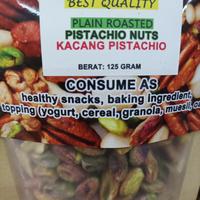 BEST QUALITY
PLAIN ROASTED
PISTACHIO NUTS
KACANG PISTACHIO
BERAT: 125 GRAM
CONSUME AS
healthy snacks, baking ingredient,
topping (yogurt, cereal, granola, muesli,